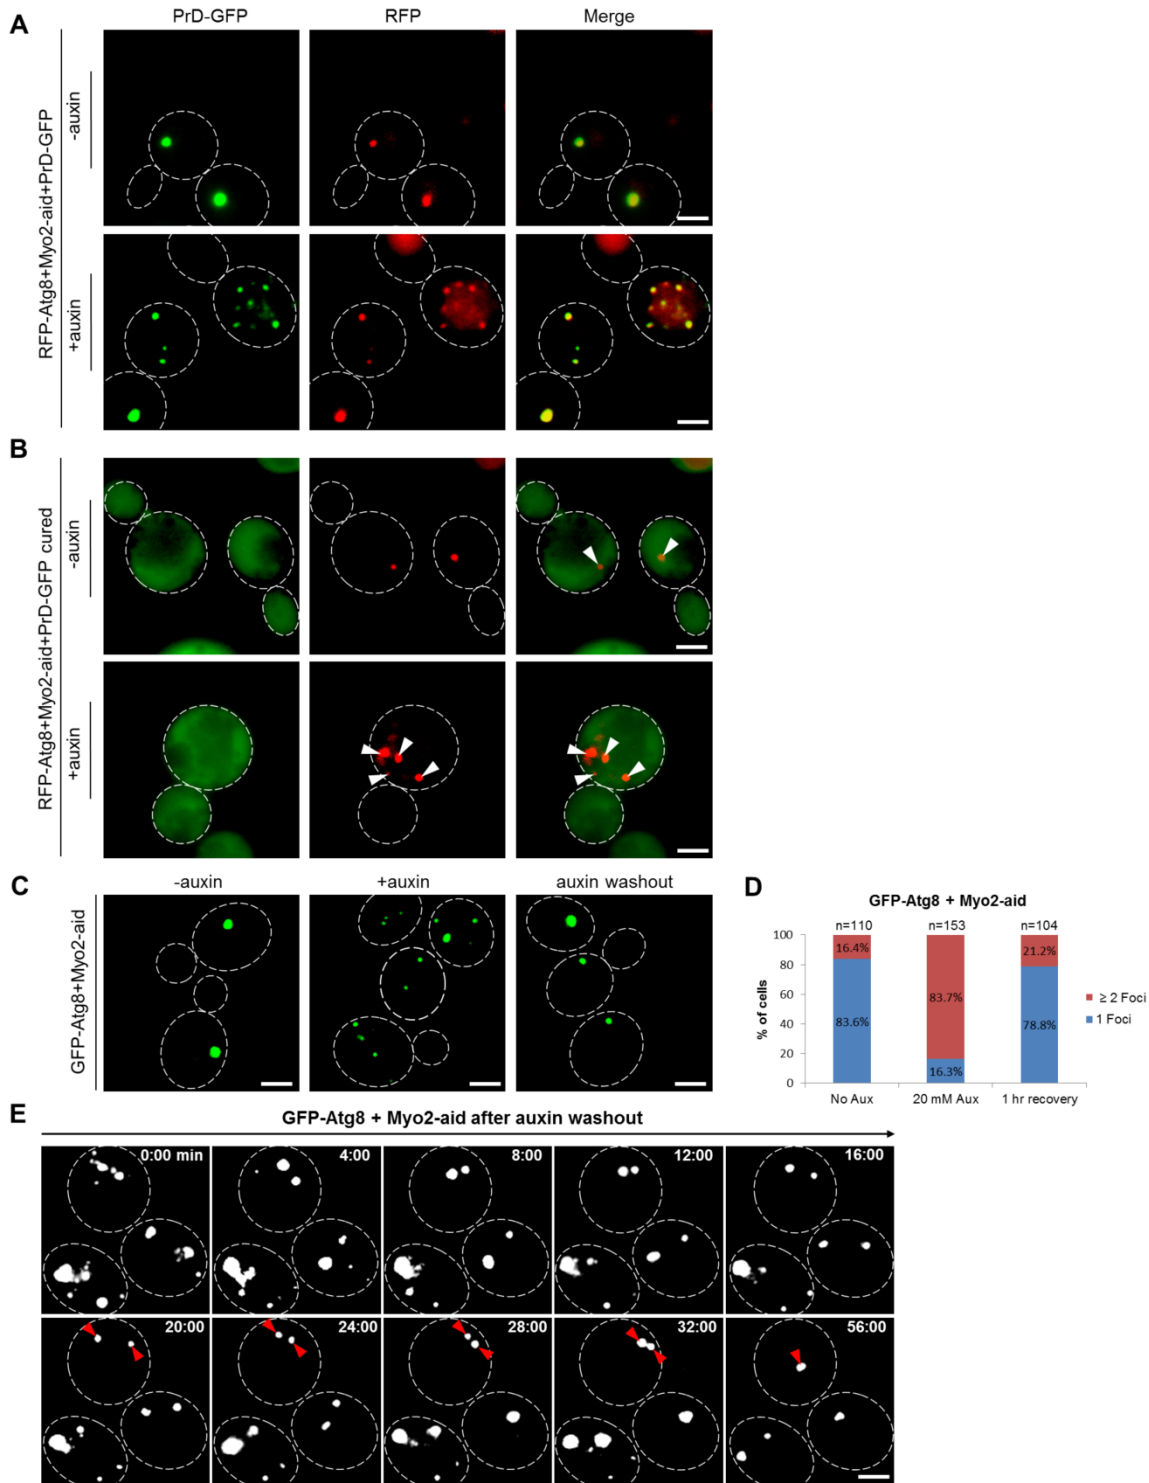 A
PrD-GFP
RFP
Merge
RFP-Atg8+Myo2-aid+PrD-GFP
-auxin
+auxin
B
RFP-Atg8+Myo2-aid+PrD-GFP cured
-auxin
+auxin
C
-auxin
+auxin
auxin washout
GFP-Atg8+Myo2-aid
D
GFP-Atg8 + Myo2-aid
n=110
n=153
n=104
% of cells
100
80
60
40
20
0
16.4%
83.6%
83.7%
16.3%
21.2%
78.8%
≥ 2 Foci
1 Foci
No Aux
20 mM Aux
1 hr recovery
E
GFP-Atg8 + Myo2-aid after auxin washout
0:00 min
4:00
8:00
12:00
16:00
20:00
24:00
28:00
32:00
56:00